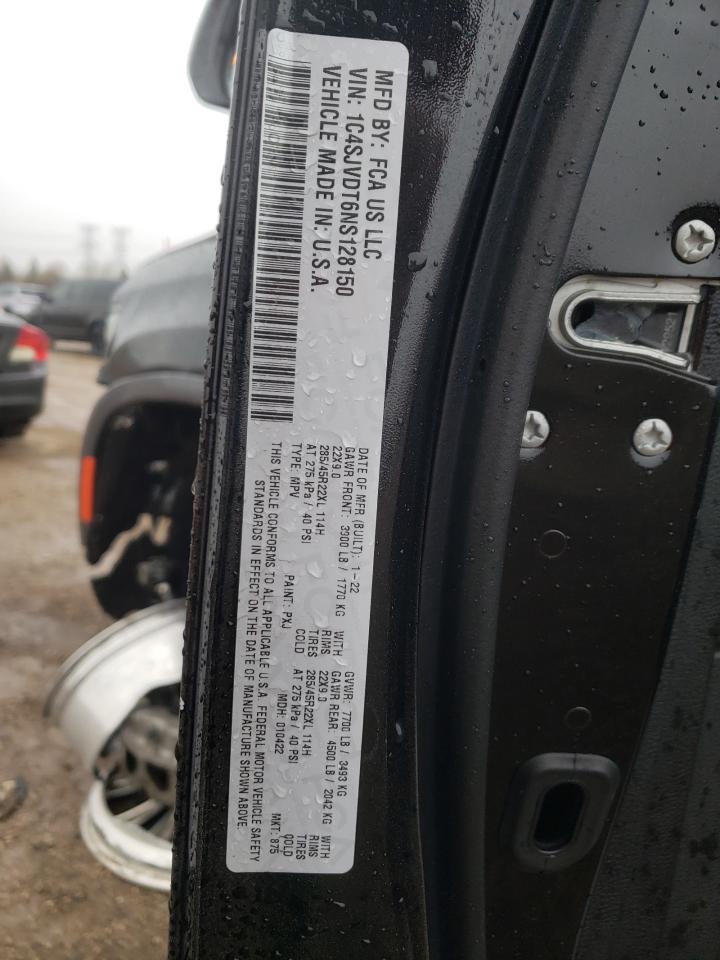 MFD BY: FCA US LLC
VIN: 1C4SJVDT6NS128150
VEHICLE MADE IN: U.S.A.
DATE OF MFR (BUILT): 1-22 GVWR: 7700 LB / 3493 KG
GAWR FRONT: 3900 LB / 1770 KG WITH GAWR REAR: 4500 LB / 2042 KG WITH
22X9.0 RIMS 22X9.0 RIMS
285/45R22XL 114H TIRES 285/45R22XL 114H TIRES
AT 275 kPa / 40 PSI COLD AT 275 kPa / 40 PSI COLD
TYPE: MPV PAINT: PXJ MDH: 010422 MKT: 875
THIS VEHICLE CONFORMS TO ALL APPLICABLE U.S.A. FEDERAL MOTOR VEHICLE SAFETY
STANDARDS IN EFFECT ON THE DATE OF MANUFACTURE SHOWN ABOVE.